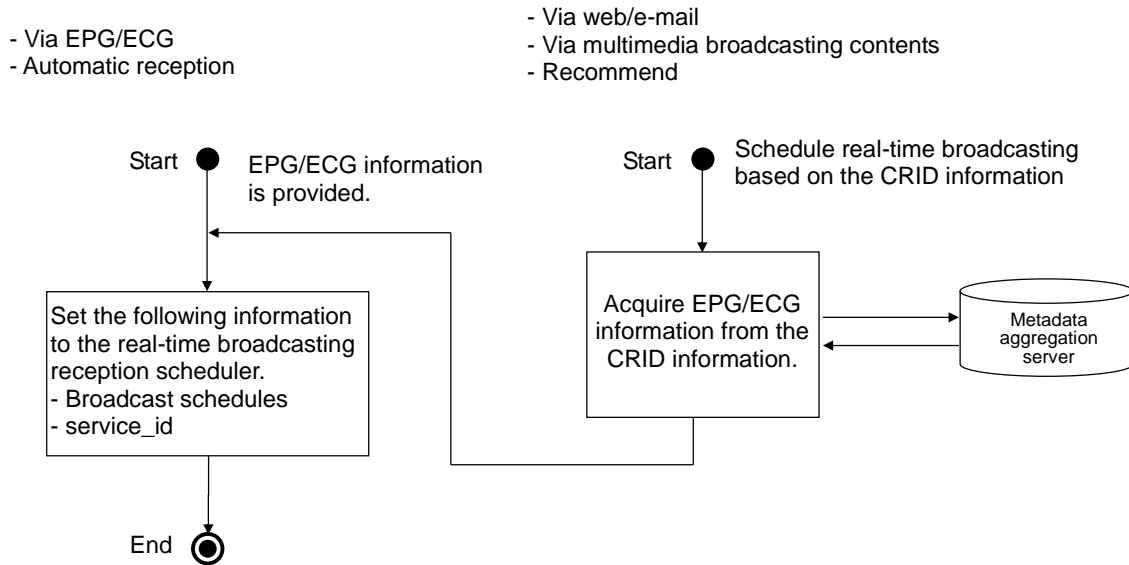 - Via EPG/ECG
- Automatic reception
- Via web/e-mail
- Via multimedia broadcasting contents
- Recommend
Start
EPG/ECG information
is provided.
Start
Schedule real-time broadcasting
based on the CRID information
Set the following information
to the real-time broadcasting
reception scheduler.
- Broadcast schedules
- service_id
Acquire EPG/ECG
information from the
CRID information.
Metadata
aggregation
server
End